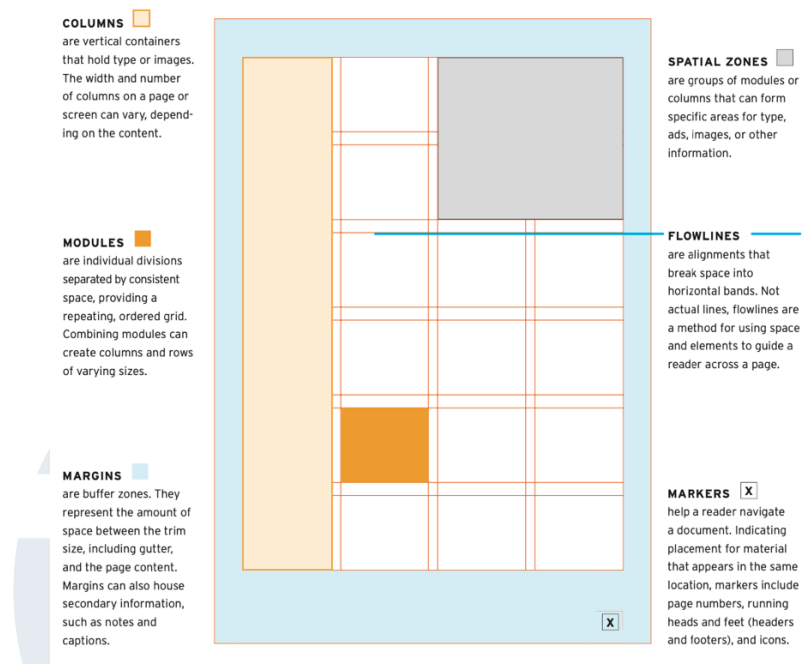 COLUMNS
are vertical containers
that hold type or images.
The width and number
of columns on a page or
screen can vary, depend-
ing on the content.
MODULES
are individual divisions
separated by consistent
space, providing a
repeating, ordered grid.
Combining modules can
create columns and rows
of varying sizes.
MARGINS
are buffer zones. They
represent the amount of
space between the trim
size, including gutter,
and the page content.
Margins can also house
secondary information,
such as notes and
captions.
X
SPATIAL ZONES
are groups of modules or
columns that can form
specific areas for type,
ads, images, or other
information.
FLOWLINES
are alignments that
break space into
horizontal bands. Not
actual lines, flowlines are
a method for using space
and elements to guide a
reader across a page.
MARKERS X
help a reader navigate
a document. Indicating
placement for material
that appears in the same
location, markers include
page numbers, running
heads and feet (headers
and footers), and icons.